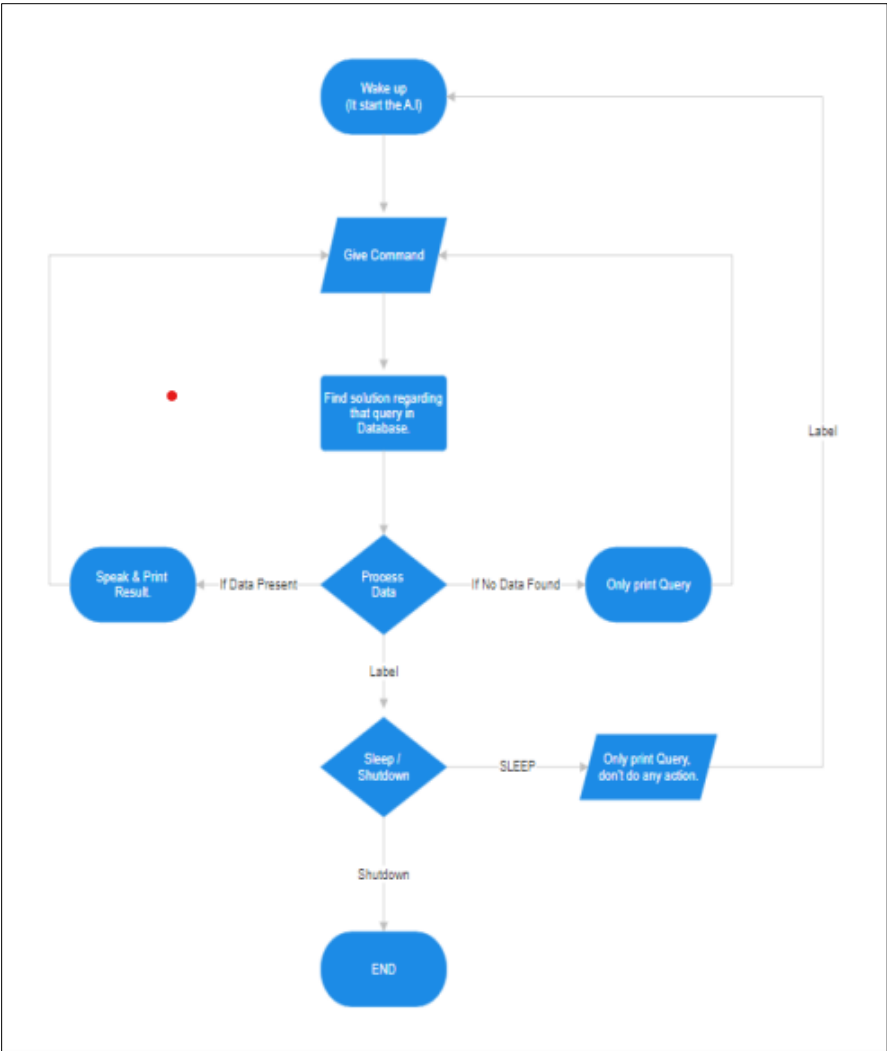 Wake up
(It start the A.I)
Give Command
Find solution regarding
that query in
Database.
Label
Speak & Print
Result.
If Data Present
Process
Data
If No Data Found
Only print Query
Label
Sleep /
Shutdown
SLEEP
Only print Query,
don't do any action.
Shutdown
END